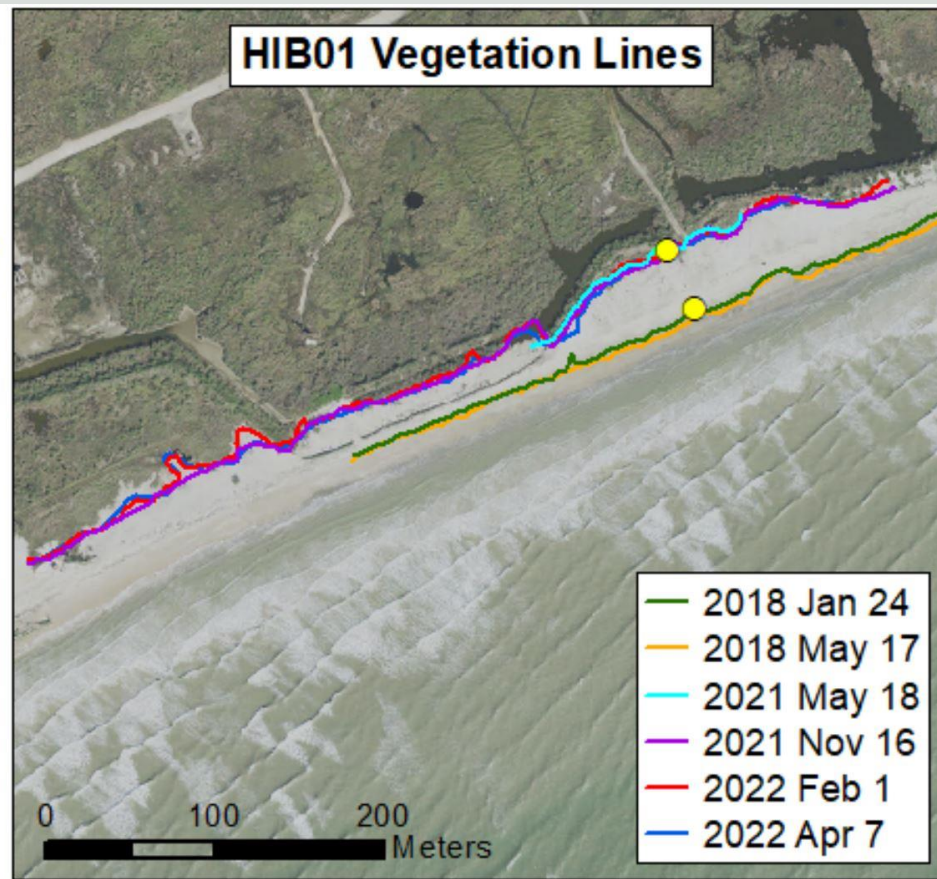 HIB01 Vegetation Lines
2018 Jan 24
2018 May 17
2021 May 18
2021 Nov 16
2022 Feb 1
2022 Apr 7
0 100 200
Meters